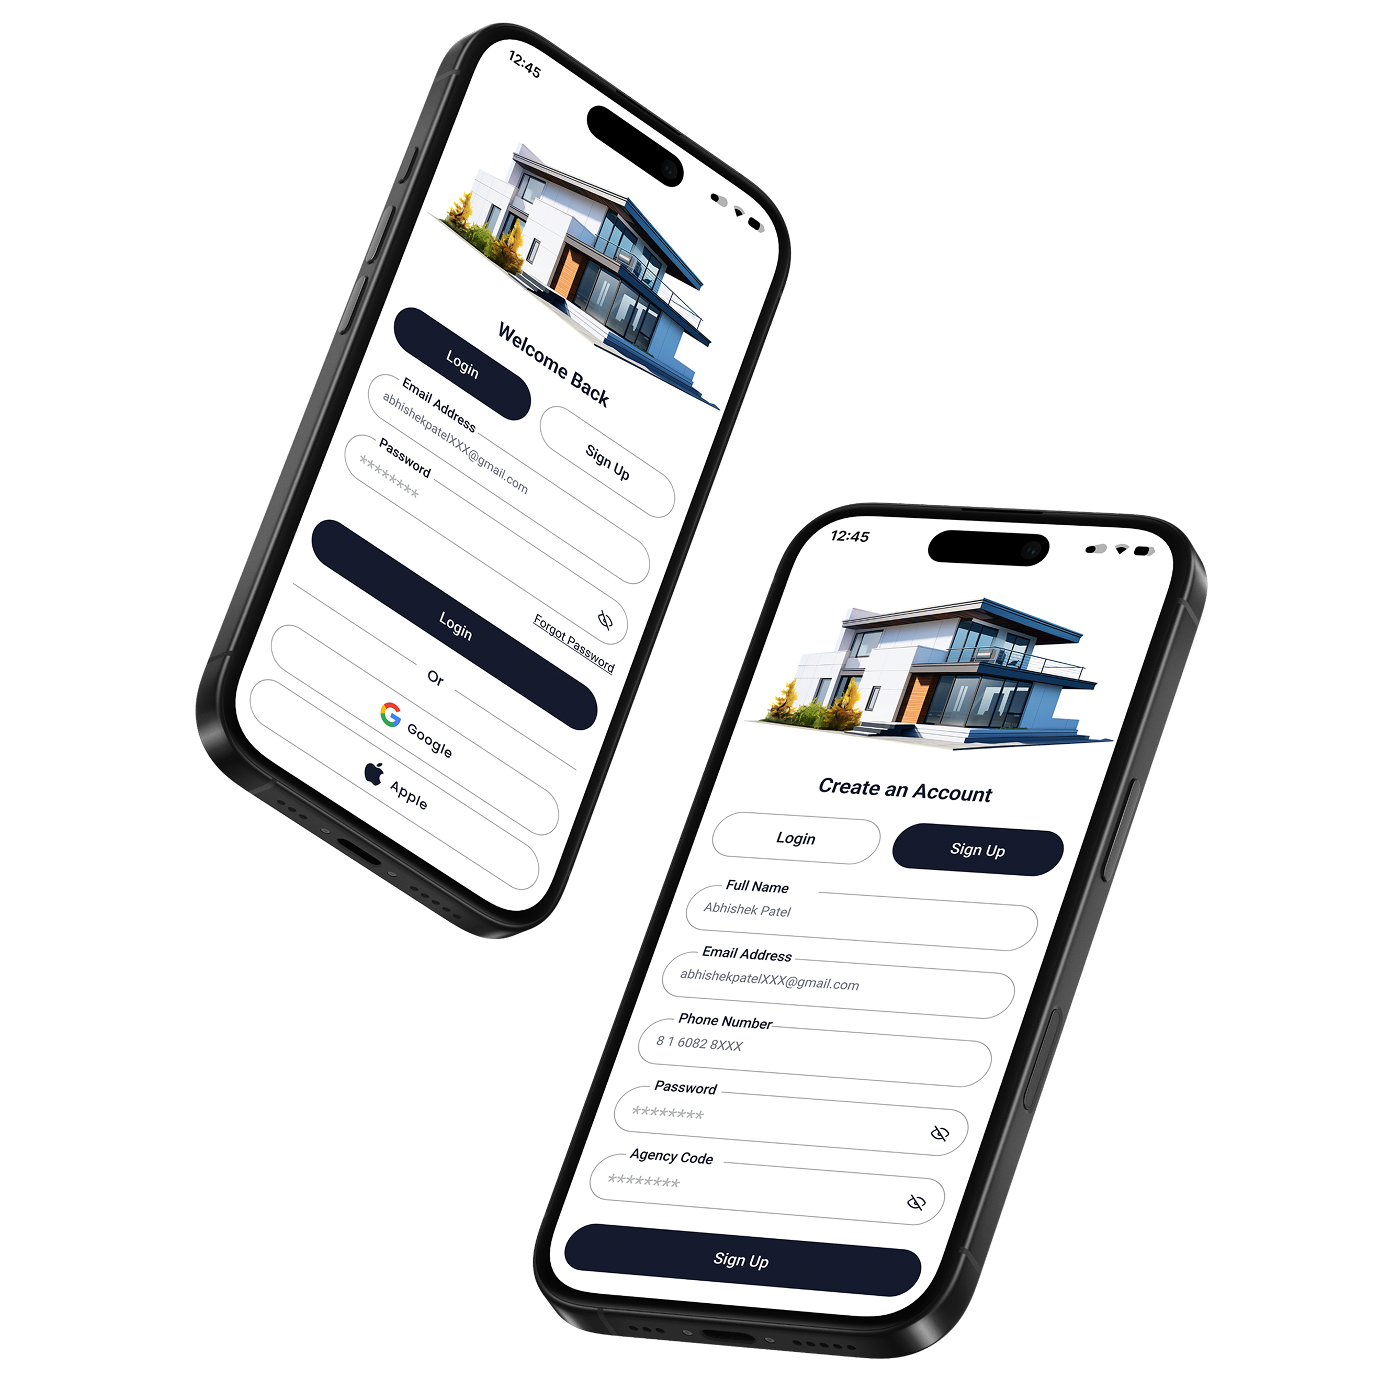 12:45
Welcome Back
Login
Sign Up
Email Address
abhishekpatelXXX@gmail.com
Password
********
Forgot Password
Login
Or
Google
Apple
12:45
Create an Account
Login
Sign Up
Full Name
Abhishek Patel
Email Address
abhishekpatelXXX@gmail.com
Phone Number
8 1 6082 8XXX
Password
********
Agency Code
********
Sign Up